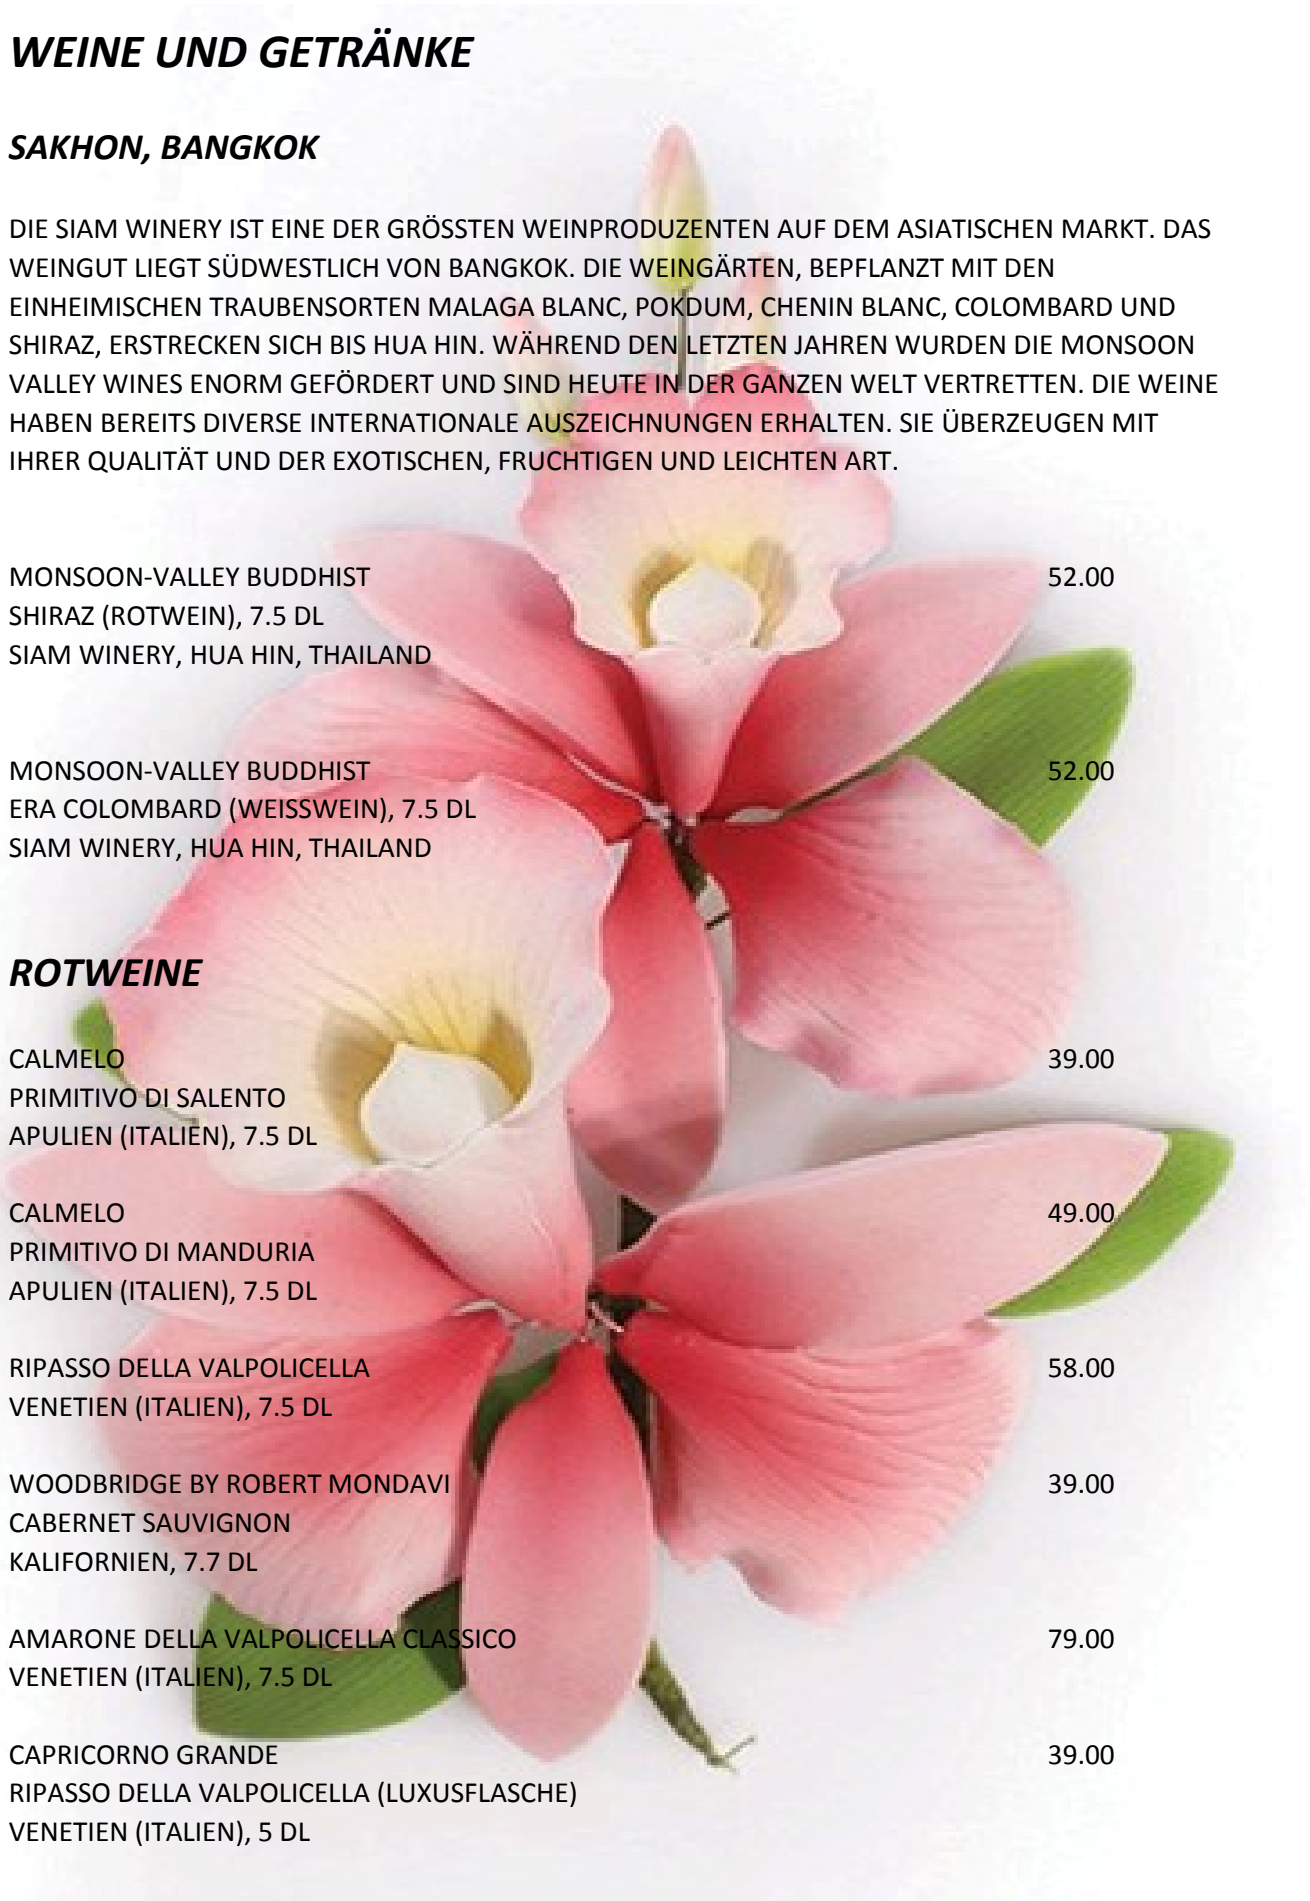 WEINE UND GETRÄNKE
SAKHON, BANGKOK
DIE SIAM WINERY IST EINE DER GRÖSSTEN WEINPRODUZENTEN AUF DEM ASIATISCHEN MARKT. DAS
WEINGUT LIEGT SÜDWESTLICH VON BANGKOK. DIE WEINGÄRTEN, BEPFLANZT MIT DEN
EINHEIMISCHEN TRAUBENSORTEN MALAGA BLANC, POKDUM, CHENIN BLANC, COLOMBARD UND
SHIRAZ, ERSTRECKEN SICH BIS HUA HIN. WÄHREND DEN LETZTEN JAHREN WURDEN DIE MONSOON
VALLEY WINES ENORM GEFÖRDERT UND SIND HEUTE IN DER GANZEN WELT VERTRETTEN. DIE WEINE
HABEN BEREITS DIVERSE INTERNATIONALE AUSZEICHNUNGEN ERHALTEN. SIE ÜBERZEUGEN MIT
IHRER QUALITÄT UND DER EXOTISCHEN, FRUCHTIGEN UND LEICHTEN ART.
MONSOON-VALLEY BUDDHIST 52.00
SHIRAZ (ROTWEIN), 7.5 DL
SIAM WINERY, HUA HIN, THAILAND
MONSOON-VALLEY BUDDHIST 52.00
ERA COLOMBARD (WEISSWEIN), 7.5 DL
SIAM WINERY, HUA HIN, THAILAND
ROTWEINE
CALMELO 39.00
PRIMITIVO DI SALENTO
APULIEN (ITALIEN), 7.5 DL
CALMELO 49.00
PRIMITIVO DI MANDURIA
APULIEN (ITALIEN), 7.5 DL
RIPASSO DELLA VALPOLICELLA 58.00
VENETIEN (ITALIEN), 7.5 DL
WOODBRIDGE BY ROBERT MONDAVI 39.00
CABERNET SAUVIGNON
KALIFORNIEN, 7.7 DL
AMARONE DELLA VALPOLICELLA CLASSICO 79.00
VENETIEN (ITALIEN), 7.5 DL
CAPRICORNO GRANDE 39.00
RIPASSO DELLA VALPOLICELLA (LUXUSFLASCHE)
VENETIEN (ITALIEN), 5 DL